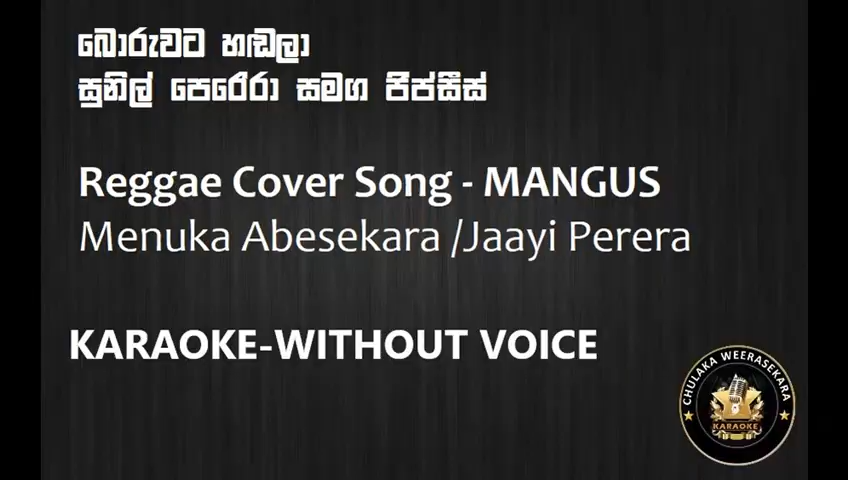 බොරුවට හඬලා
සුනිල් පෙරේරා සමග ජිප්සීස්
Reggae Cover Song - MANGUS
Menuka Abesekara /Jaayi Perera
KARAOKE-WITHOUT VOICE
CHULAKA WEERASEKARA
KARAOKE